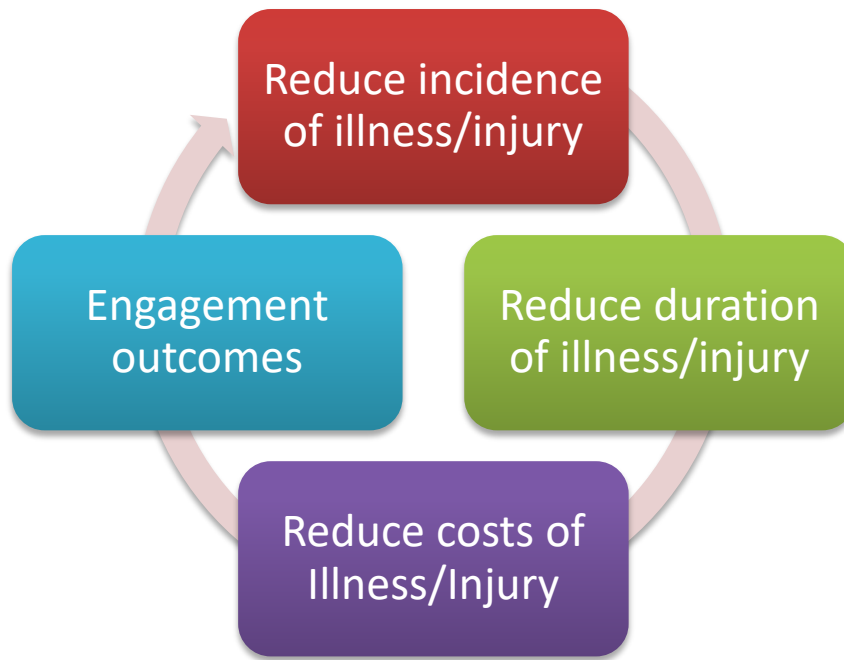 Reduce incidence
of illness/injury
Reduce duration
of illness/injury
Reduce costs of
Illness/Injury
Engagement
outcomes